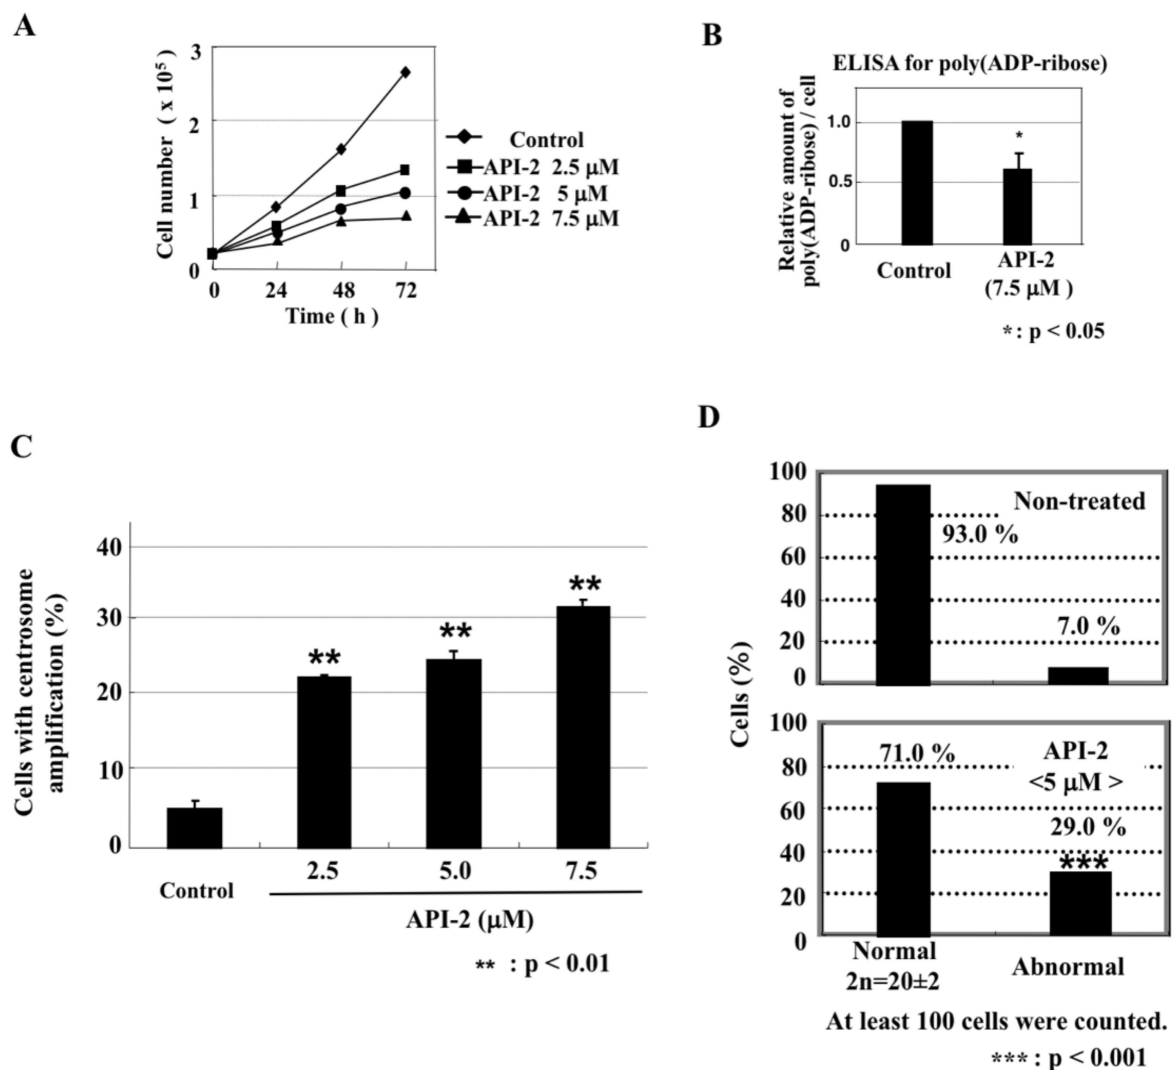 A
3
2
1
0
Cell number ( x 10⁵)
0 24 48 72
Time ( h )
Control
API-2 2.5 μM
API-2 5 μM
API-2 7.5 μM
B
ELISA for poly(ADP-ribose)
Relative amount of
poly(ADP-ribose) / cell
1.0
0.5
0
*
Control
API-2
(7.5 μM )
*: p < 0.05
C
Cells with centrosome
amplification (%)
40
30
20
10
0
**
**
**
Control
2.5 5.0 7.5
API-2 (μM)
** : p < 0.01
D
Cells (%)
100
80
60
40
20
0
Non-treated
93.0 %
7.0 %
100
80
60
40
20
0
71.0 %
API-2
<5 μM >
29.0 %
***
Normal
2n=20±2
Abnormal
At least 100 cells were counted.
*** : p < 0.001